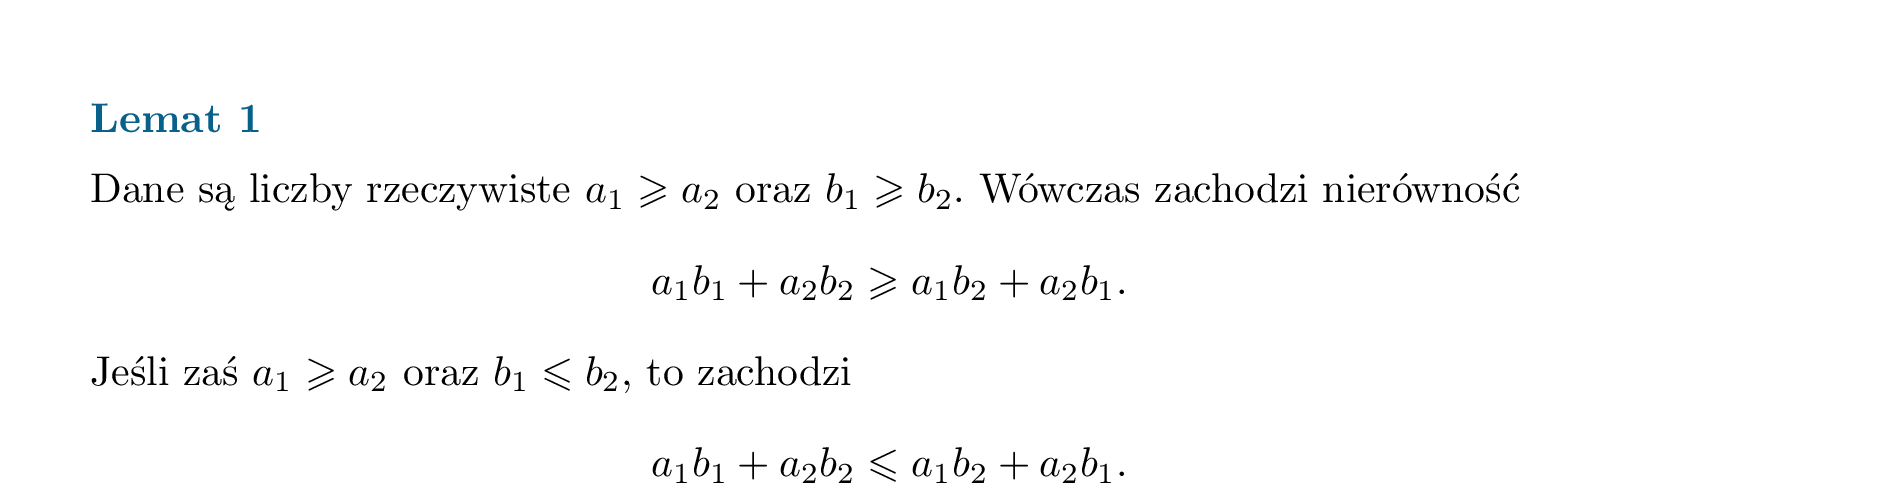 Lemat 1
Dane są liczby rzeczywiste a₁ ⩾ a₂ oraz b₁ ⩾ b₂. Wówczas zachodzi nierówność
a₁b₁ + a₂b₂ ⩾ a₁b₂ + a₂b₁.
Jeśli zaś a₁ ⩾ a₂ oraz b₁ ⩽ b₂, to zachodzi
a₁b₁ + a₂b₂ ⩽ a₁b₂ + a₂b₁.